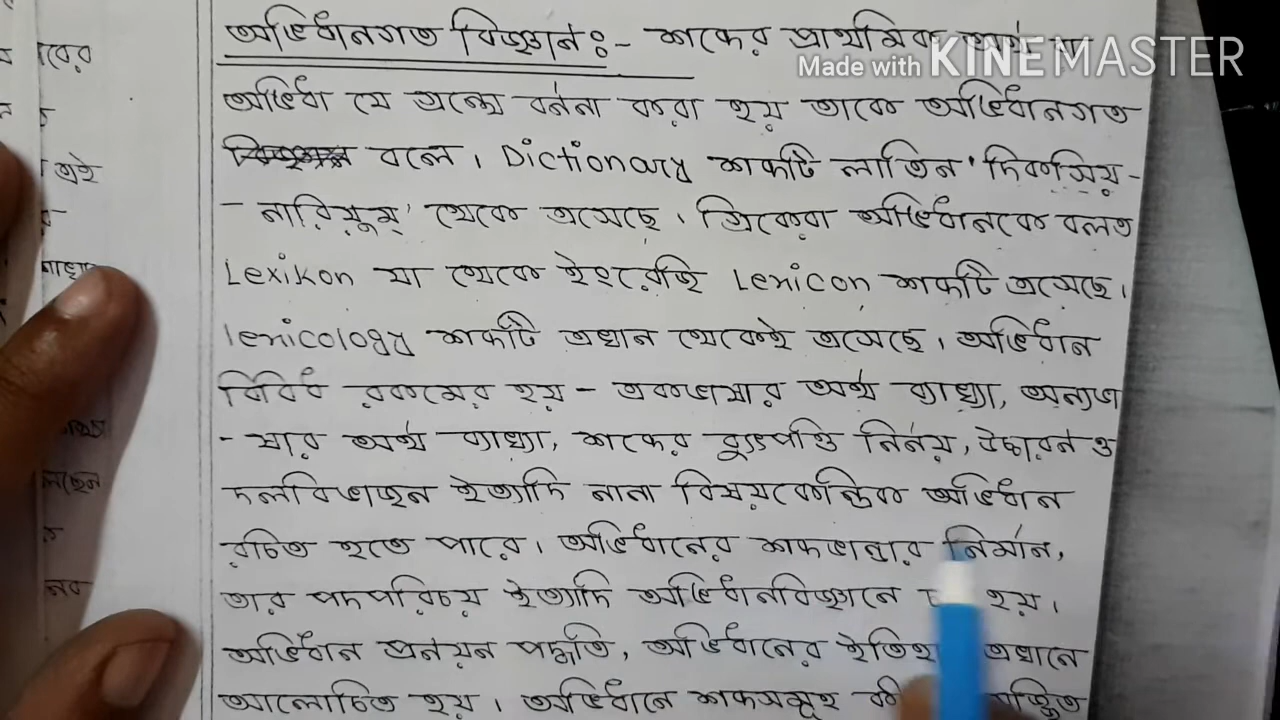 অভিধানগত বিজ্ঞানঃ- শব্দের প্রাথমিক অর্থ বা
Made with KINEMASTER
অভিধা যে গ্রন্থে বর্ননা করা হয় তাকে অভিধানগত
বলে। Dictionary শব্দটি লাতিন 'দিকসিয়-
- নারিয়ুম্' থেকে এসেছে। গ্রিকেরা অভিধানকে বলত
Lexikon যা থেকে ইংরেজি Lexicon শব্দটি এসেছে।
lexicology শব্দটি এখান থেকেই এসেছে। অভিধান
বিবিধ রকমের হয় - একভাষার অর্থ ব্যাখ্যা, অন্যভা
- ষার অর্থ ব্যাখ্যা, শব্দের ব্যুৎপত্তি নির্নয়, উচ্চারন ও
দলবিভাজন ইত্যাদি নানা বিষয়কেন্দ্রিক অভিধান
রচিত হতে পারে। অভিধানের শব্দভান্ডার নির্মান,
তার পদপরিচয় ইত্যাদি অভিধানবিজ্ঞানে হয়।
অভিধান প্রনয়ন পদ্ধতি, অভিধানের এখানে
আলোচিত হয়। অভিধানে শব্দসমূহ